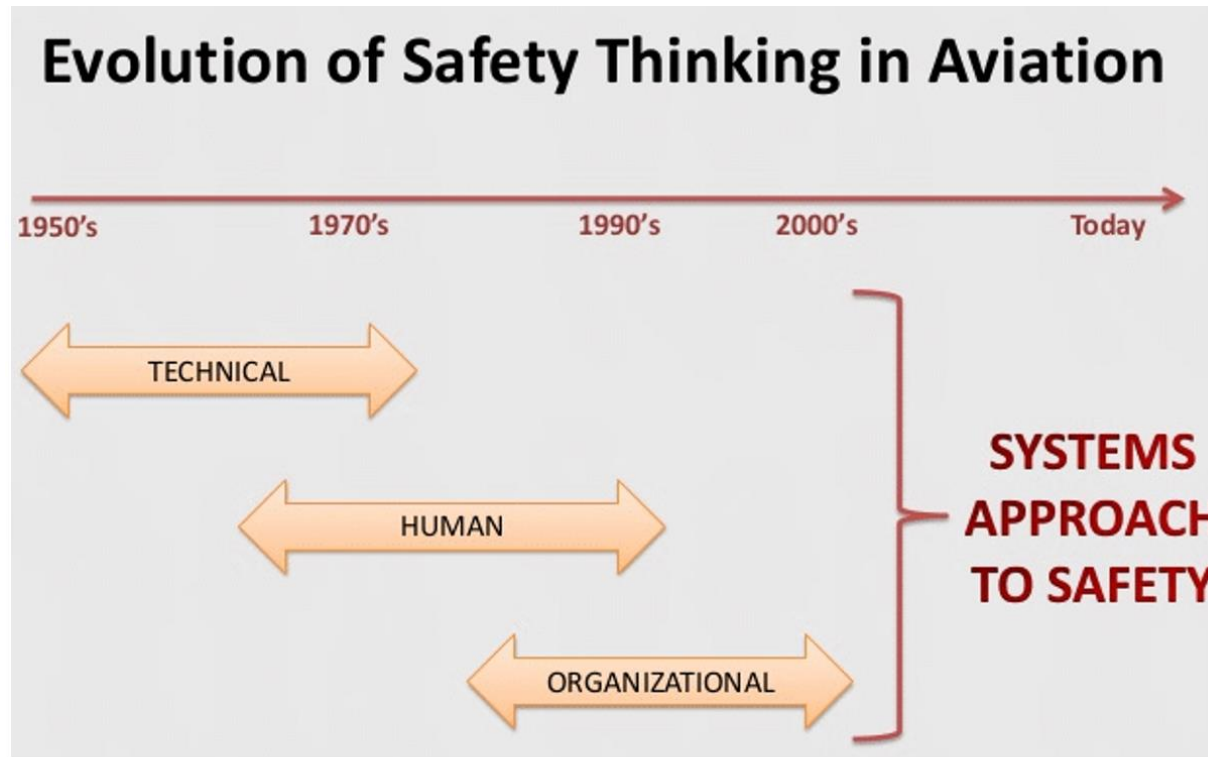 Evolution of Safety Thinking in Aviation
1950’s 1970’s 1990’s 2000’s Today
TECHNICAL
HUMAN
ORGANIZATIONAL
SYSTEMS
APPROACH
TO SAFETY